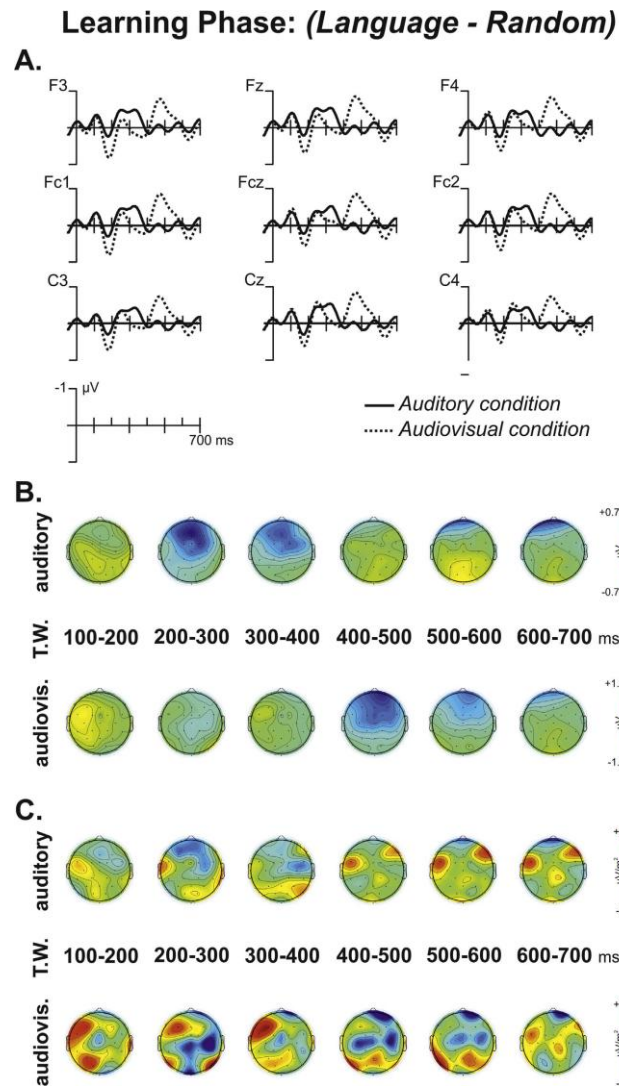 Learning Phase: (Language - Random)
A.
F3 Fz F4
Fc1 Fcz Fc2
C3 Cz C4
-1 µV
700 ms
Auditory condition
Audiovisual condition
B.
auditory
+0.7
-0.7
T.W. 100-200 200-300 300-400 400-500 500-600 600-700 ms
audiovis.
+1.
-1.
C.
auditory
T.W. 100-200 200-300 300-400 400-500 500-600 600-700 ms
audiovis.